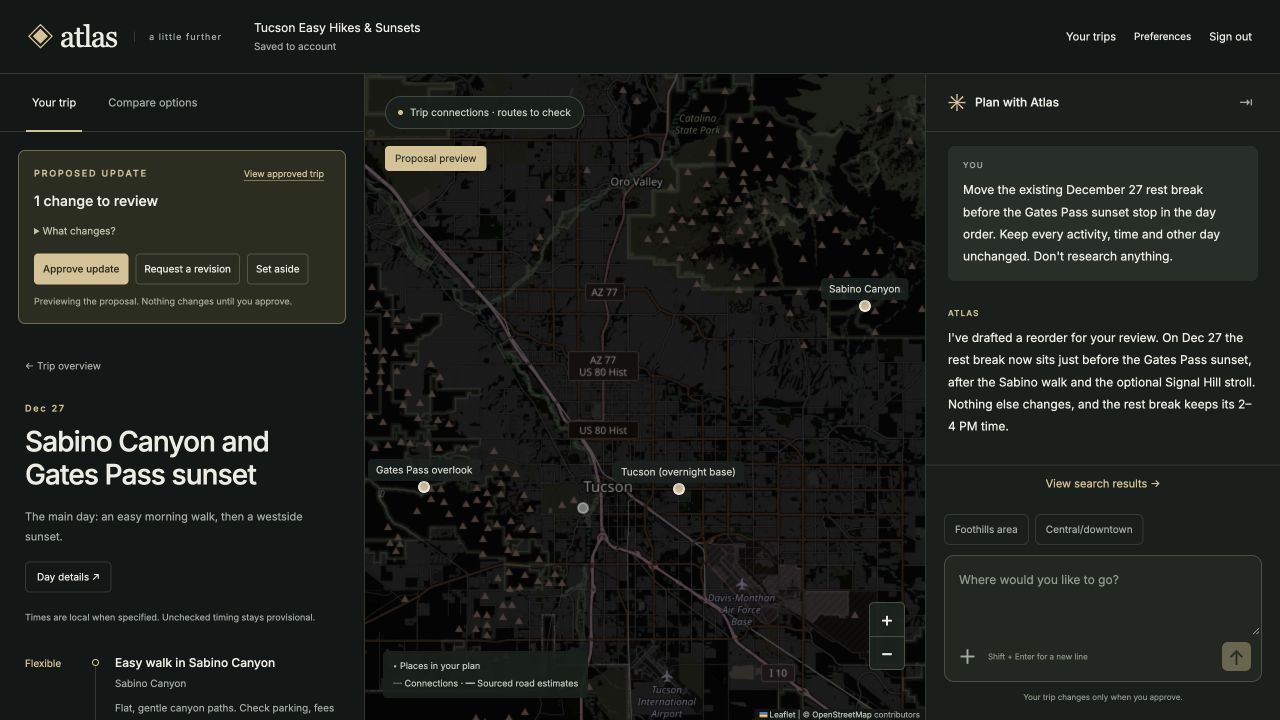 atlas
a little further
Tucson Easy Hikes & Sunsets
Saved to account
Your trips
Preferences
Sign out
Your trip
Compare options
PROPOSED UPDATE
View approved trip
1 change to review
What changes?
Approve update
Request a revision
Set aside
Previewing the proposal. Nothing changes until you approve.
← Trip overview
Dec 27
Sabino Canyon and
Gates Pass sunset
The main day: an easy morning walk, then a westside
sunset.
Day details ↗
Times are local when specified. Unchecked timing stays provisional.
Flexible
Easy walk in Sabino Canyon
Sabino Canyon
Flat, gentle canyon paths. Check parking, fees
Trip connections · routes to check
Proposal preview
Catalina
State Park
Oro Valley
Sabino Canyon
AZ 77
AZ 77
US 80 Hist
US 80 Hist
Gates Pass overlook
Tucson (overnight base)
Tucson
Davis-Monthan
Air Force
Base
I 10
Tucson
International
Airport
+
−
• Places in your plan
— Connections · — Sourced road estimates
Leaflet | © OpenStreetMap contributors
Plan with Atlas
YOU
Move the existing December 27 rest break
before the Gates Pass sunset stop in the day
order. Keep every activity, time and other day
unchanged. Don't research anything.
ATLAS
I've drafted a reorder for your review. On Dec 27 the
rest break now sits just before the Gates Pass sunset,
after the Sabino walk and the optional Signal Hill stroll.
Nothing else changes, and the rest break keeps its 2–
4 PM time.
View search results →
Foothills area
Central/downtown
Where would you like to go?
Shift + Enter for a new line
Your trip changes only when you approve.